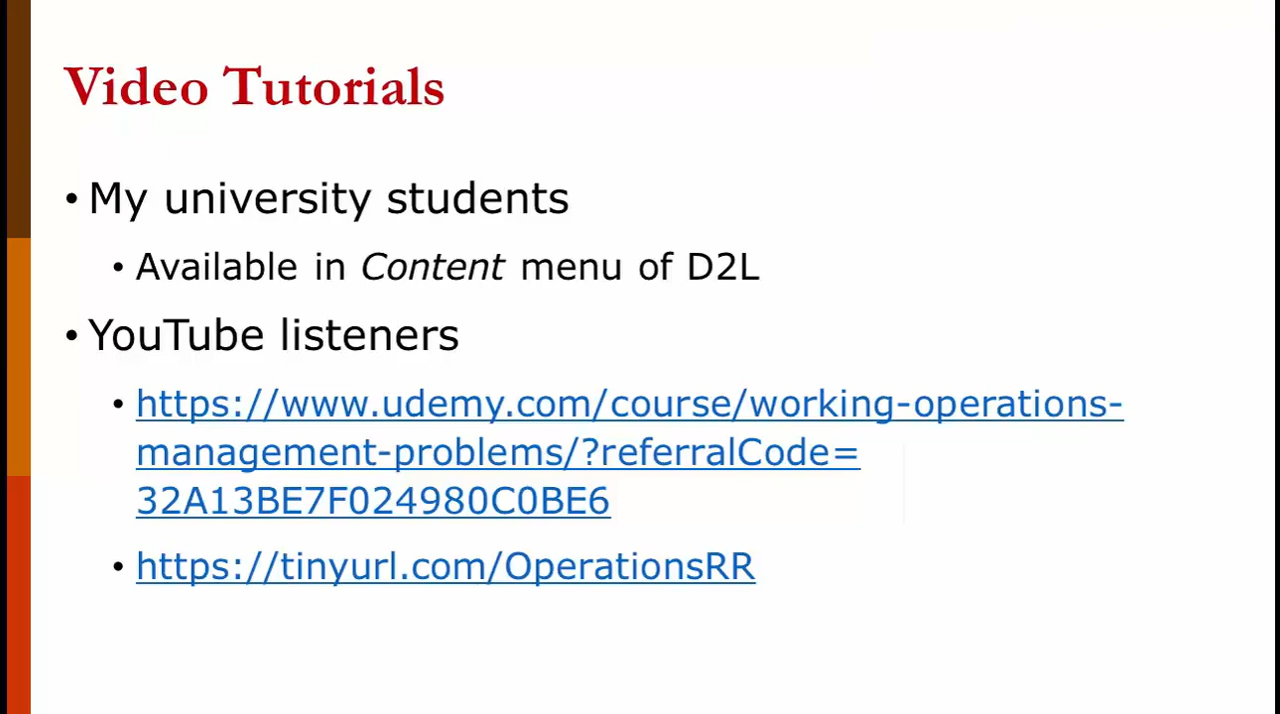 Video Tutorials
• My university students
• Available in Content menu of D2L
• YouTube listeners
• https://www.udemy.com/course/working-operations-
management-problems/?referralCode=
32A13BE7F024980C0BE6
• https://tinyurl.com/OperationsRR